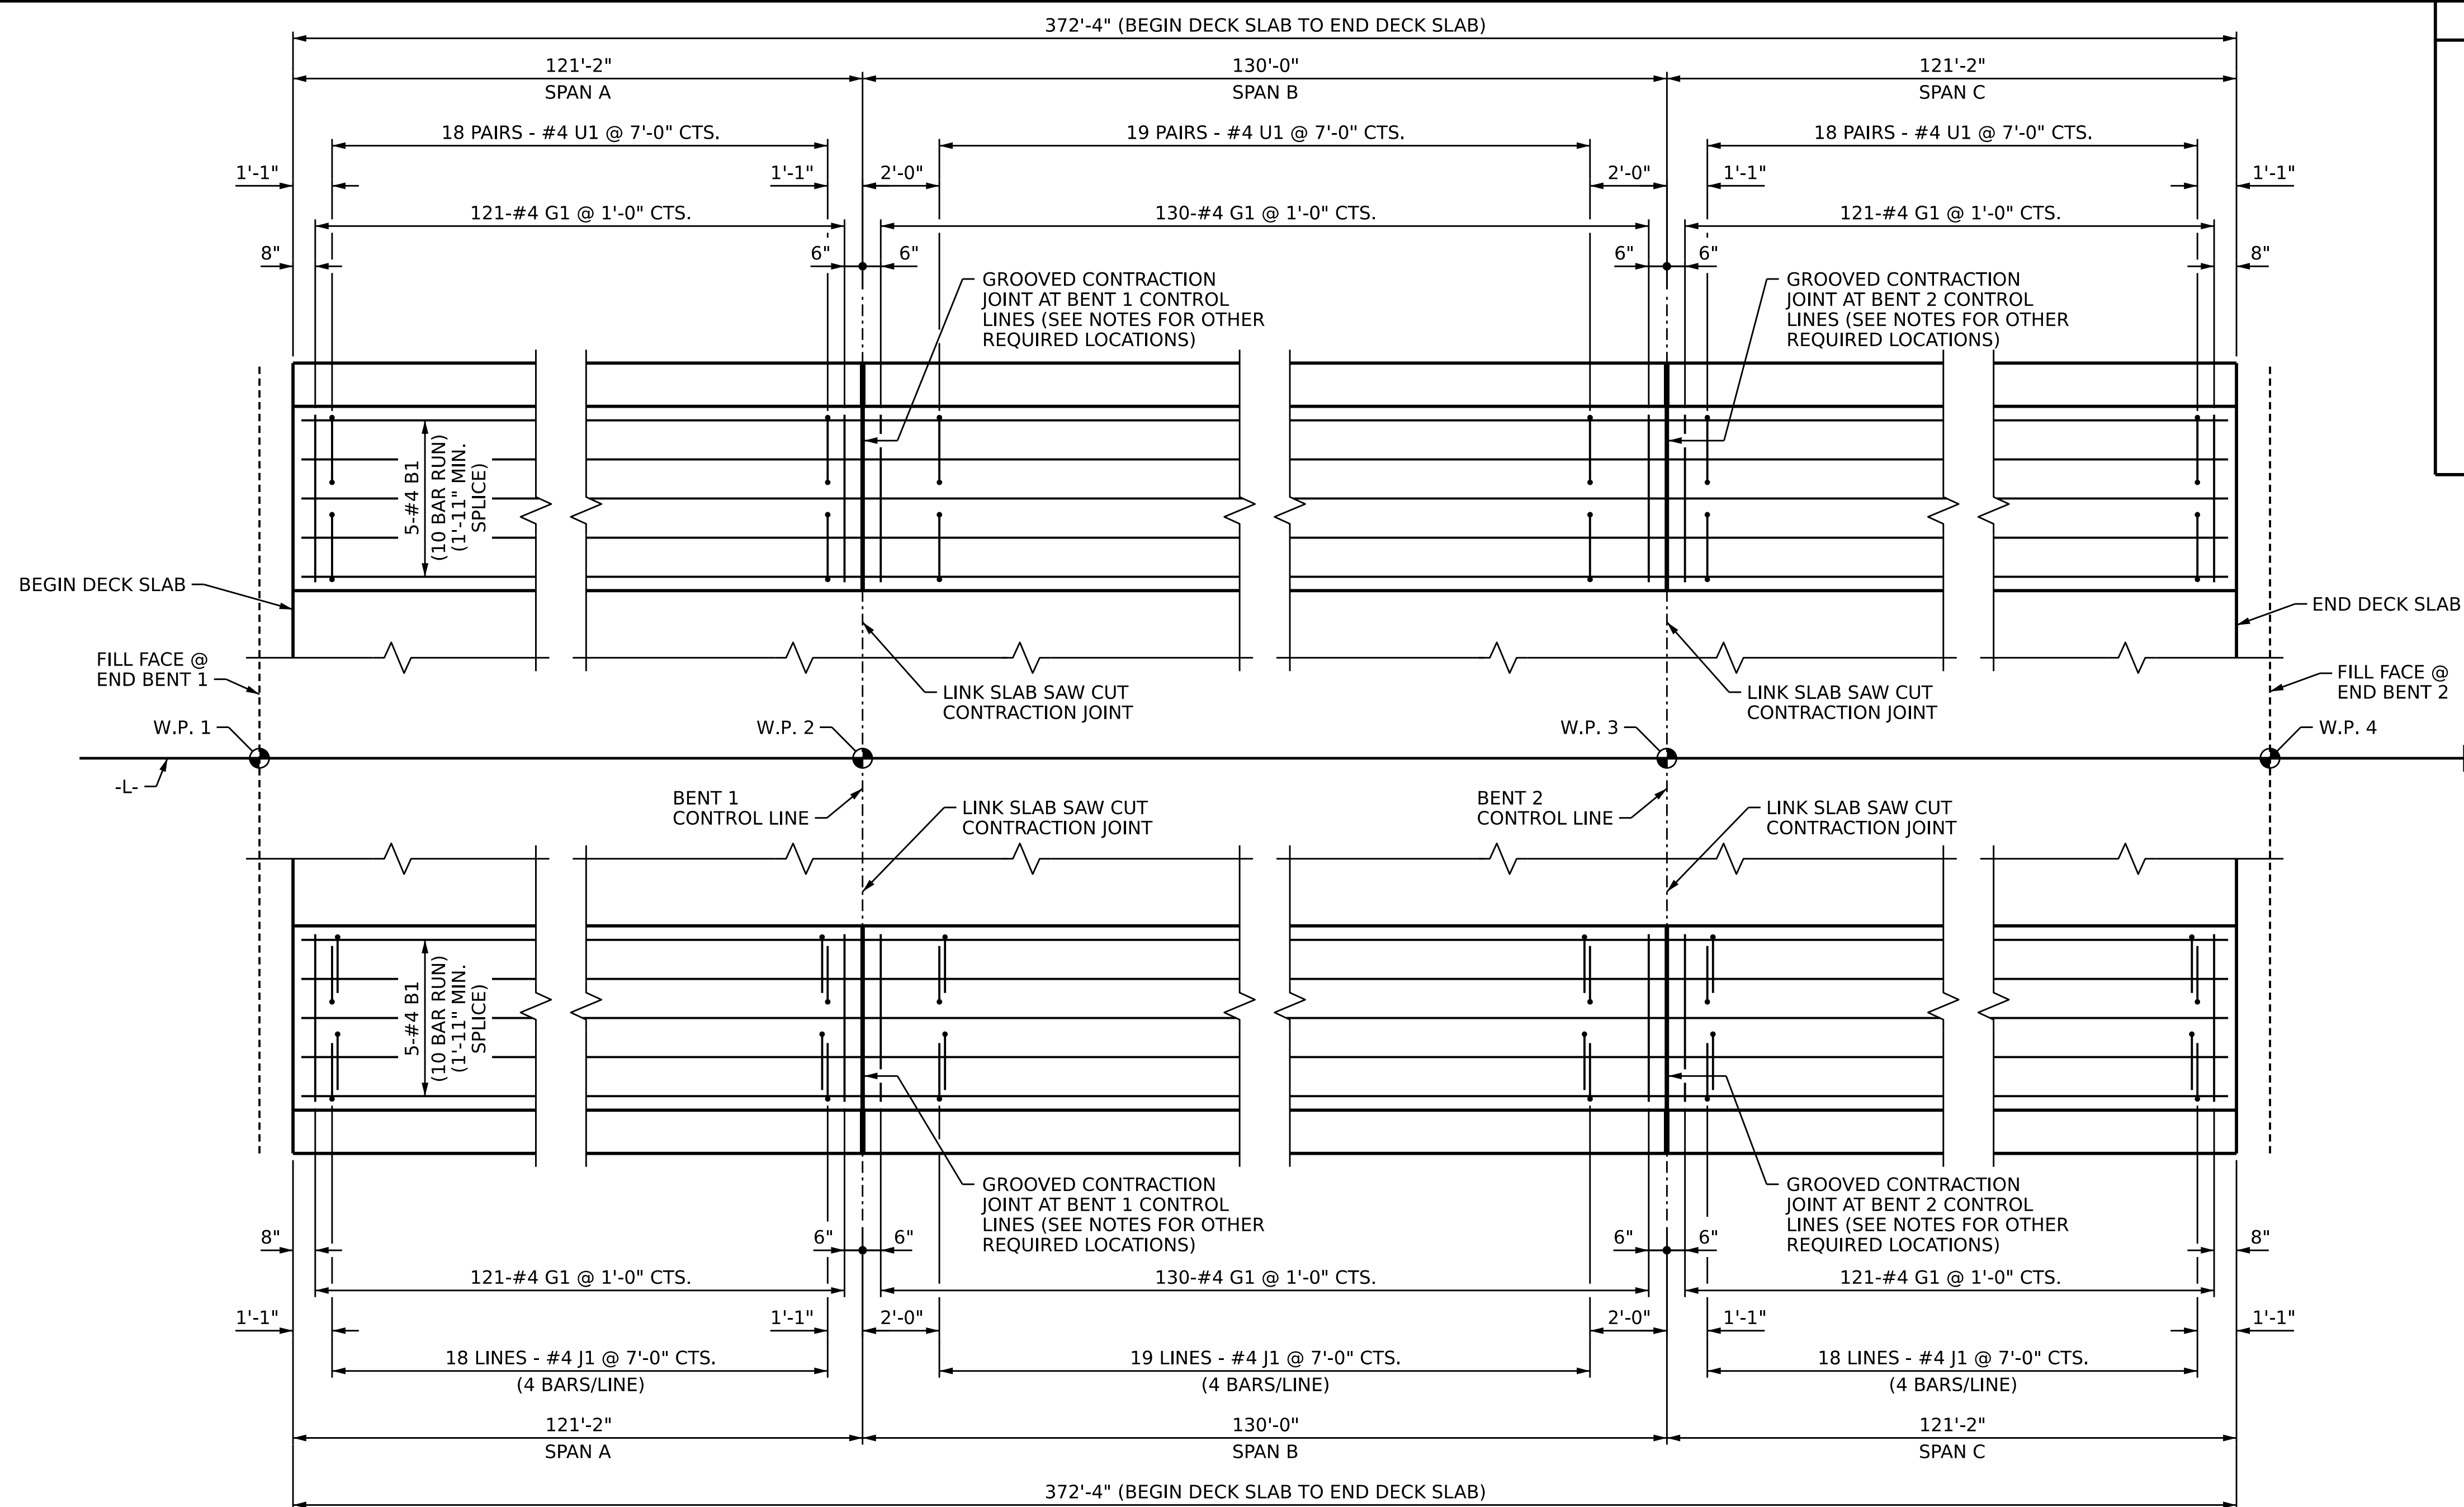 372'-4" (BEGIN DECK SLAB TO END DECK SLAB)
121'-2"
130'-0"
121'-2"
SPAN A
SPAN B
SPAN C
18 PAIRS - #4 U1 @ 7'-0" CTS.
19 PAIRS - #4 U1 @ 7'-0" CTS.
18 PAIRS - #4 U1 @ 7'-0" CTS.
1'-1"
1'-1"
2'-0"
2'-0"
1'-1"
1'-1"
121-#4 G1 @ 1'-0" CTS.
130-#4 G1 @ 1'-0" CTS.
121-#4 G1 @ 1'-0" CTS.
8"
6"
6"
6"
6"
8"
GROOVED CONTRACTION
JOINT AT BENT 1 CONTROL
LINES (SEE NOTES FOR OTHER
REQUIRED LOCATIONS)
GROOVED CONTRACTION
JOINT AT BENT 2 CONTROL
LINES (SEE NOTES FOR OTHER
REQUIRED LOCATIONS)
5-#4 B1
(10 BAR RUN)
(1'-11" MIN.
SPLICE)
BEGIN DECK SLAB
END DECK SLAB
FILL FACE @
END BENT 1
LINK SLAB SAW CUT
CONTRACTION JOINT
LINK SLAB SAW CUT
CONTRACTION JOINT
FILL FACE @
END BENT 2
W.P. 1
W.P. 2
W.P. 3
W.P. 4
-L-
BENT 1
CONTROL LINE
LINK SLAB SAW CUT
CONTRACTION JOINT
BENT 2
CONTROL LINE
LINK SLAB SAW CUT
CONTRACTION JOINT
5-#4 B1
(10 BAR RUN)
(1'-11" MIN.
SPLICE)
GROOVED CONTRACTION
JOINT AT BENT 1 CONTROL
LINES (SEE NOTES FOR OTHER
REQUIRED LOCATIONS)
GROOVED CONTRACTION
JOINT AT BENT 2 CONTROL
LINES (SEE NOTES FOR OTHER
REQUIRED LOCATIONS)
8"
6"
6"
6"
6"
8"
121-#4 G1 @ 1'-0" CTS.
130-#4 G1 @ 1'-0" CTS.
121-#4 G1 @ 1'-0" CTS.
1'-1"
1'-1"
2'-0"
2'-0"
1'-1"
1'-1"
18 LINES - #4 J1 @ 7'-0" CTS.
(4 BARS/LINE)
19 LINES - #4 J1 @ 7'-0" CTS.
(4 BARS/LINE)
18 LINES - #4 J1 @ 7'-0" CTS.
(4 BARS/LINE)
121'-2"
130'-0"
121'-2"
SPAN A
SPAN B
SPAN C
372'-4" (BEGIN DECK SLAB TO END DECK SLAB)